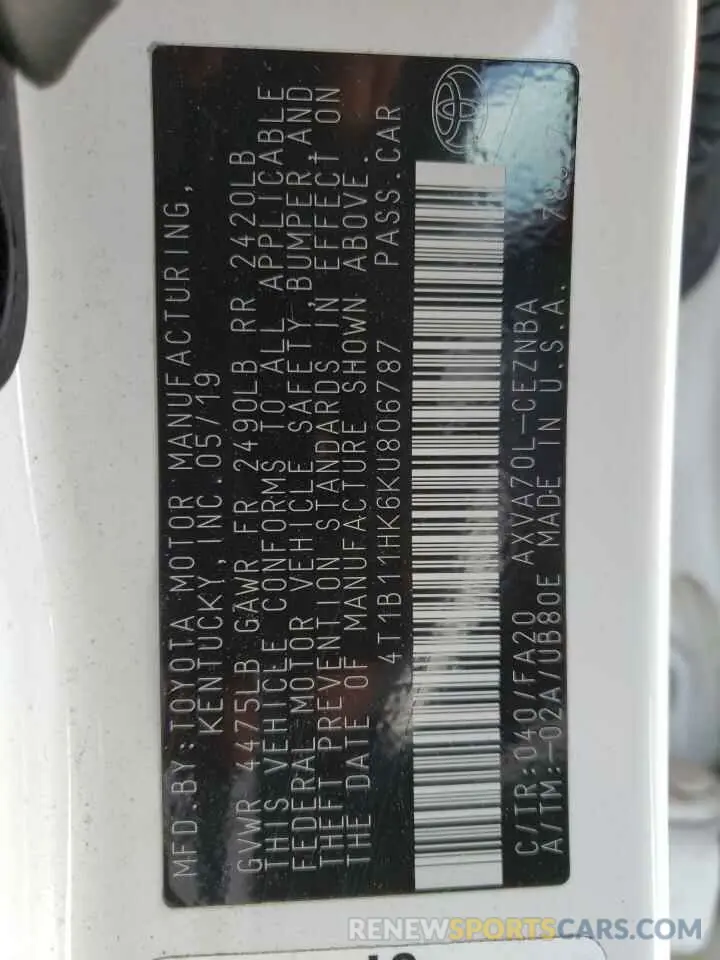 MFD.BY:TOYOTA MOTOR MANUFACTURING,
KENTUCKY,INC.05/19
GVWR 4475LB GAWR FR 2490LB RR 2420LB
THIS VEHICLE CONFORMS TO ALL APPLICABLE
FEDERAL MOTOR VEHICLE SAFETY,BUMPER,AND
THEFT PREVENTION STANDARDS IN EFFECT ON
THE DATE OF MANUFACTURE SHOWN ABOVE.
4T1B11HK6KU806787 PASS.CAR
C/TR:040/FA20 AXVA70L-CEZNBA
A/TM:-02A/UB80E MADE IN U.S.A.
RENEWSPORTSCARS.COM